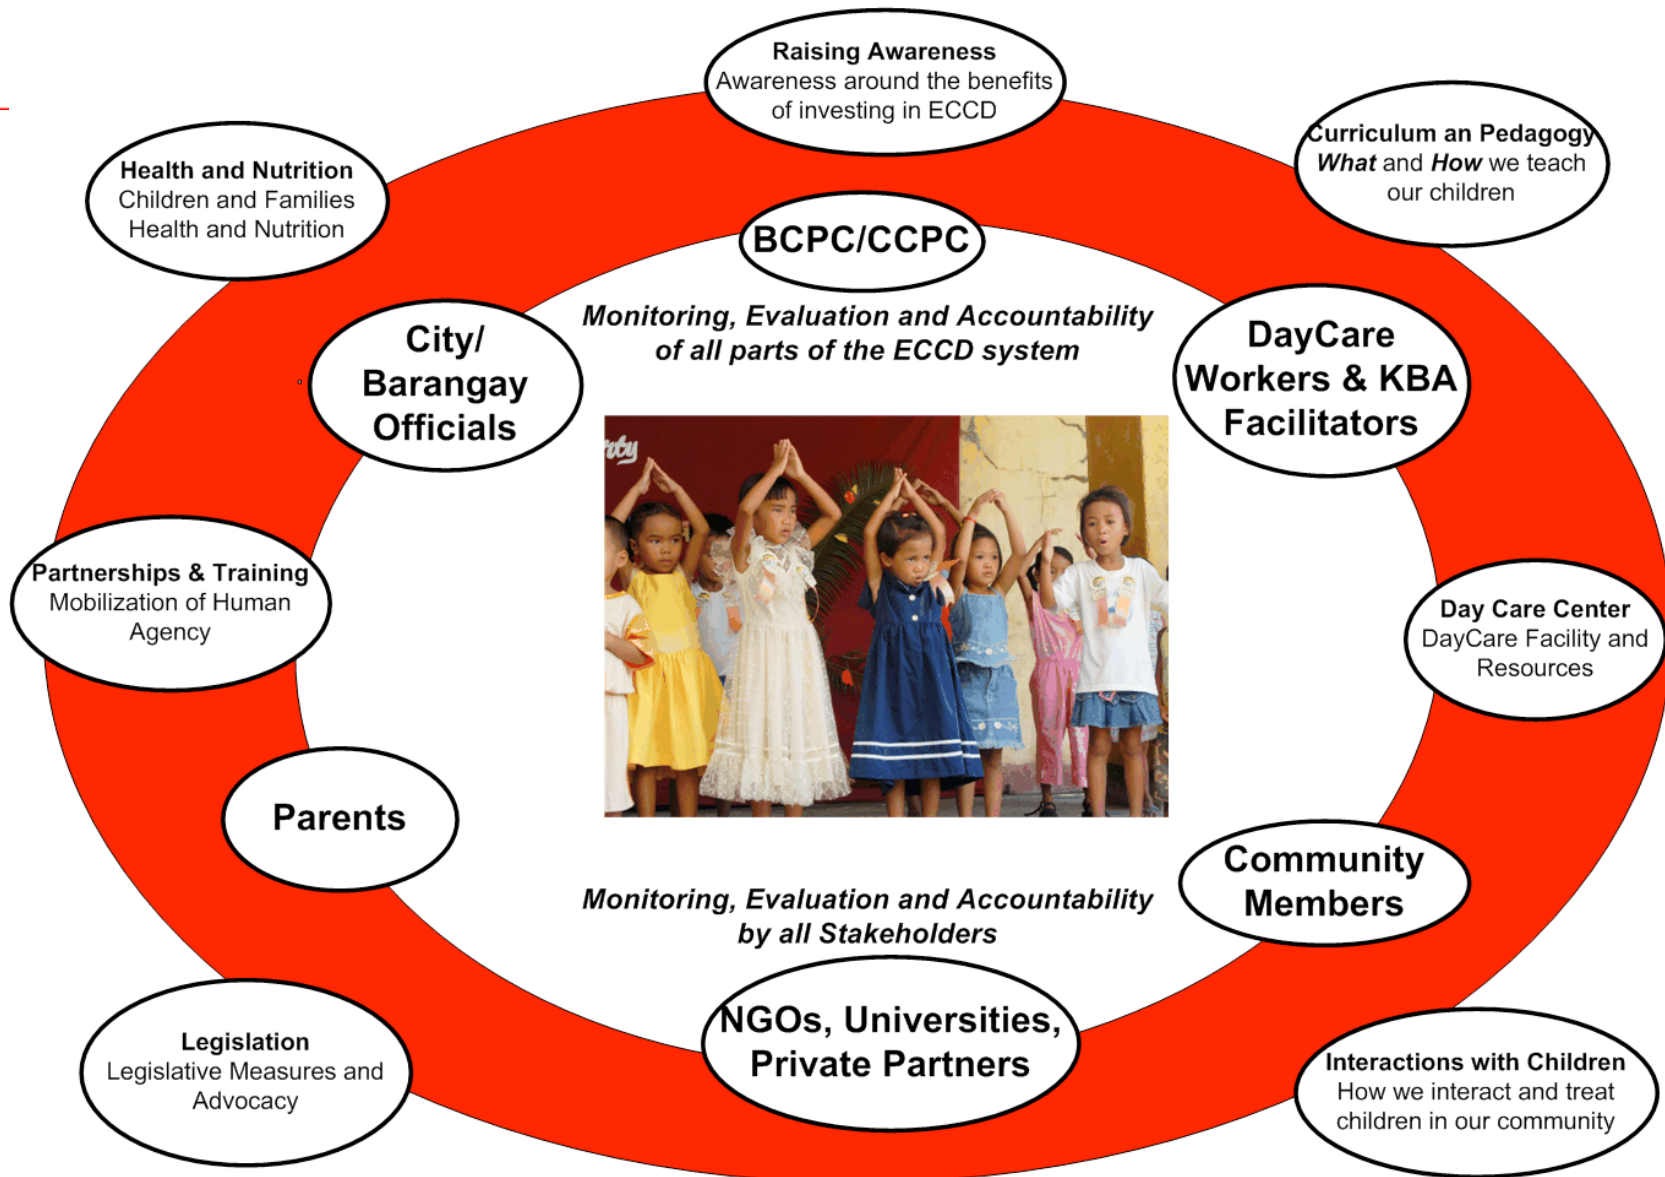 Raising Awareness
Awareness around the benefits
of investing in ECCD
Curriculum an Pedagogy
What and How we teach
our children
Health and Nutrition
Children and Families
Health and Nutrition
BCPC/CCPC
Monitoring, Evaluation and Accountability
of all parts of the ECCD system
City/
Barangay
Officials
DayCare
Workers & KBA
Facilitators
Partnerships & Training
Mobilization of Human
Agency
Day Care Center
DayCare Facility and
Resources
Parents
Community
Members
Monitoring, Evaluation and Accountability
by all Stakeholders
NGOs, Universities,
Private Partners
Legislation
Legislative Measures and
Advocacy
Interactions with Children
How we interact and treat
children in our community